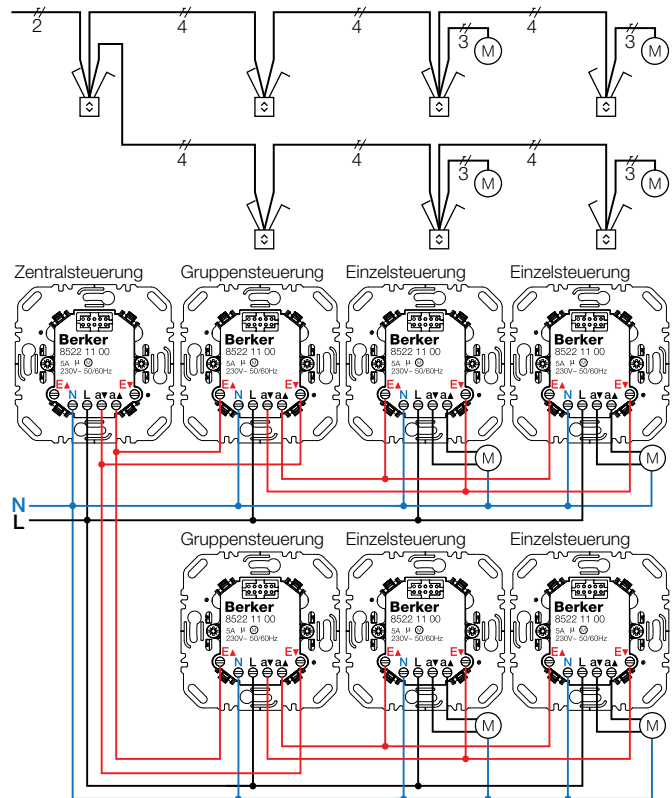 2 4 4 3 M 4 3 M
4 4 3 M 4 3 M
Zentralsteuerung Gruppensteuerung Einzelsteuerung Einzelsteuerung
Berker Berker Berker Berker
8522 11 00 8522 11 00 8522 11 00 8522 11 00
5A µ M 5A µ M 5A µ M 5A µ M
230V~ 50/60Hz 230V~ 50/60Hz 230V~ 50/60Hz 230V~ 50/60Hz
E▲ N L a▼ a▲ E▼ E▲ N L a▼ a▲ E▼ E▲ N L a▼ a▲ E▼ E▲ N L a▼ a▲ E▼
M M
N
L
Gruppensteuerung Einzelsteuerung Einzelsteuerung
Berker Berker Berker
8522 11 00 8522 11 00 8522 11 00
5A µ M 5A µ M 5A µ M
230V~ 50/60Hz 230V~ 50/60Hz 230V~ 50/60Hz
E▲ N L a▼ a▲ E▼ E▲ N L a▼ a▲ E▼ E▲ N L a▼ a▲ E▼
M M